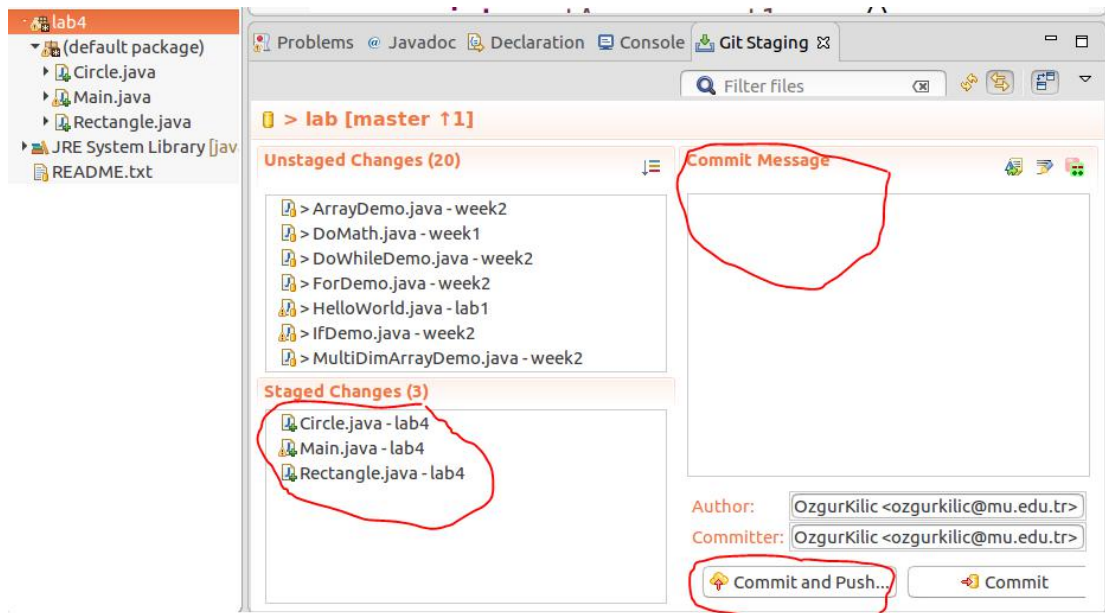 lab4
(default package)
Circle.java
Main.java
Rectangle.java
JRE System Library [jav
README.txt
Problems @ Javadoc Declaration Console Git Staging
Filter files
> lab [master ↑1]
Unstaged Changes (20)
> ArrayDemo.java - week2
> DoMath.java - week1
> DoWhileDemo.java - week2
> ForDemo.java - week2
> HelloWorld.java - lab1
> IfDemo.java - week2
> MultiDimArrayDemo.java - week2
Staged Changes (3)
Circle.java - lab4
Main.java - lab4
Rectangle.java - lab4
Commit Message
Author: OzgurKilic <ozgurkilic@mu.edu.tr>
Committer: OzgurKilic <ozgurkilic@mu.edu.tr>
Commit and Push... Commit